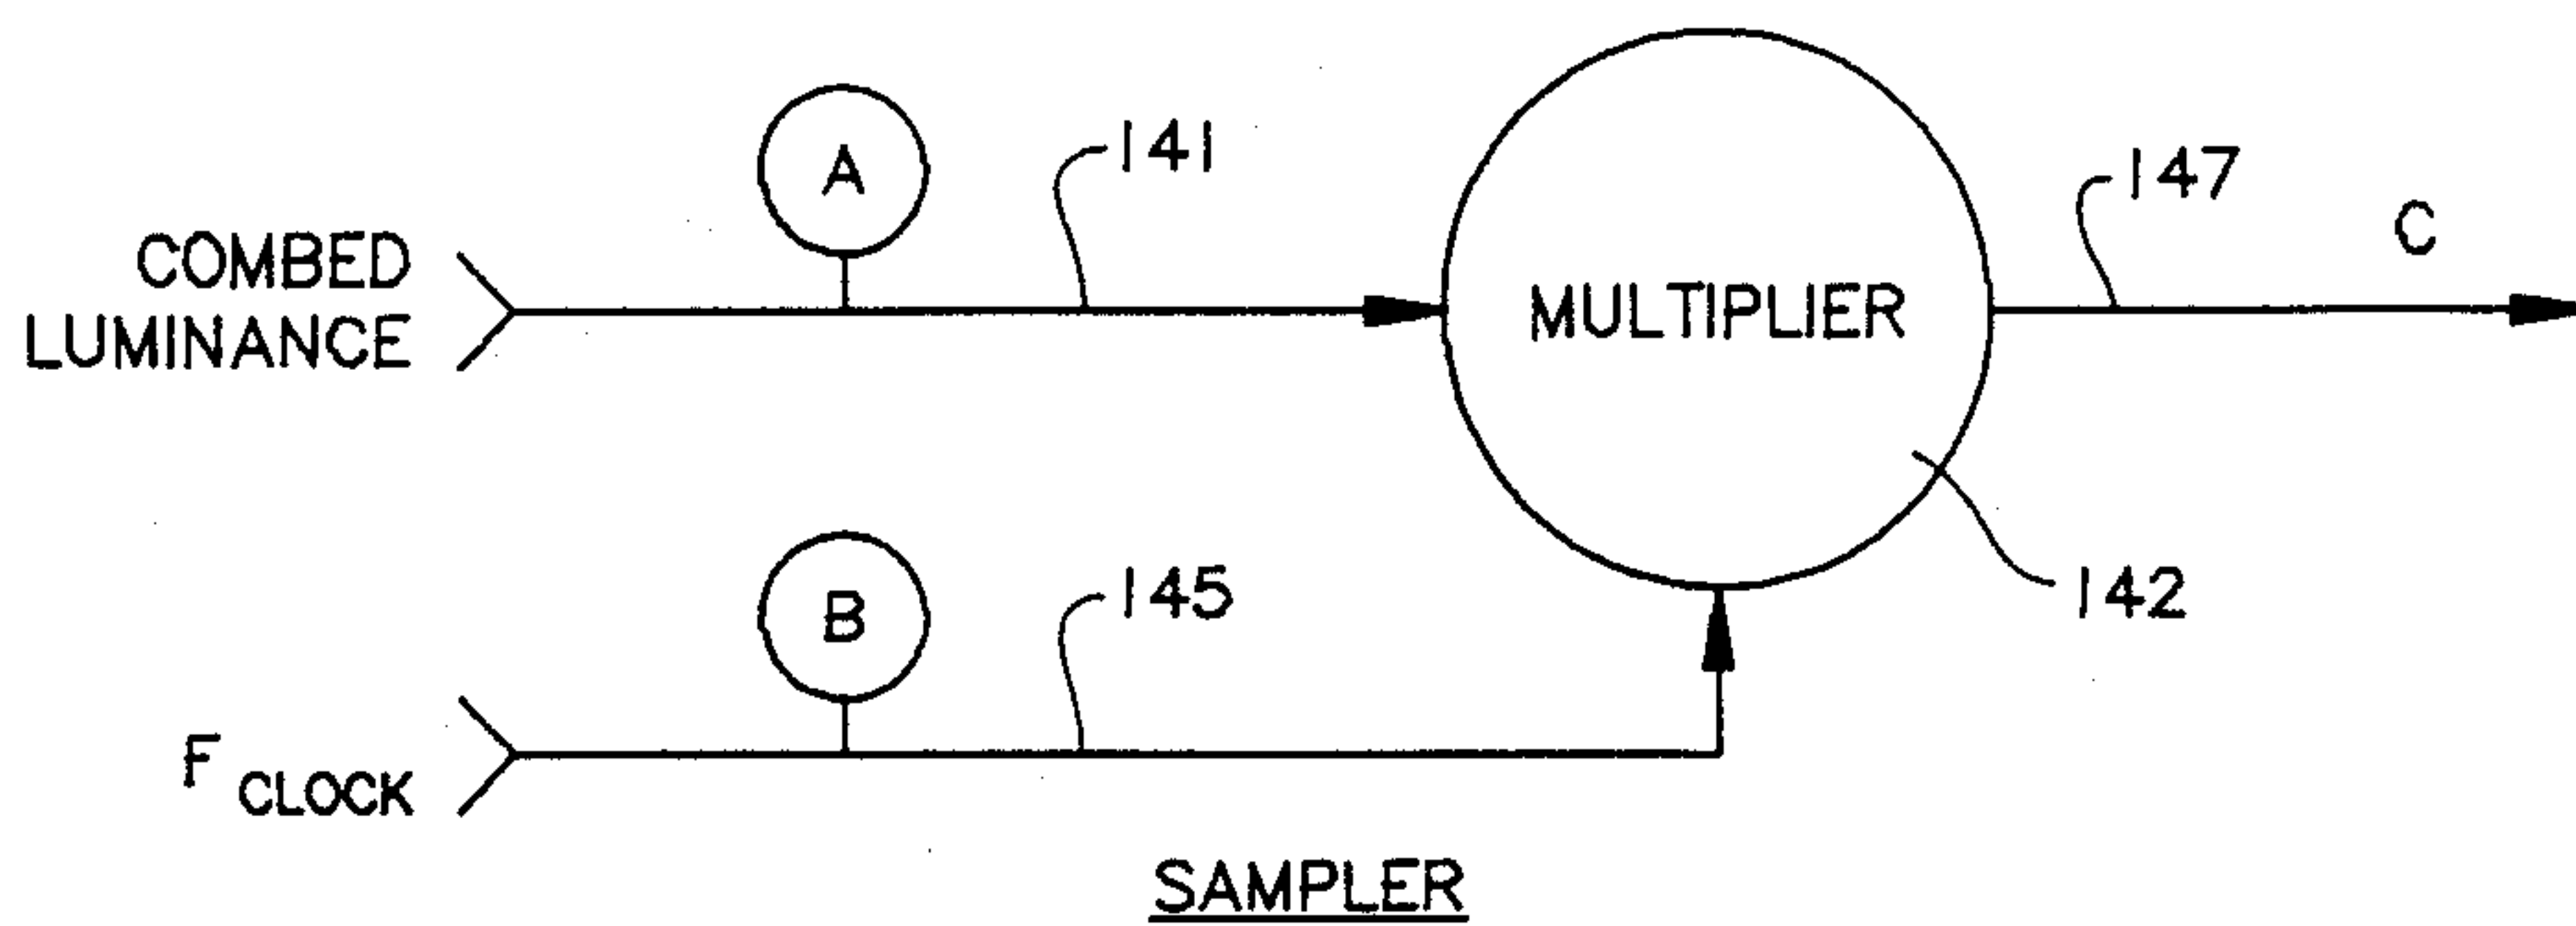 A
141
147
C
COMBED
LUMINANCE
MULTIPLIER
B
145
142
F CLOCK
SAMPLER